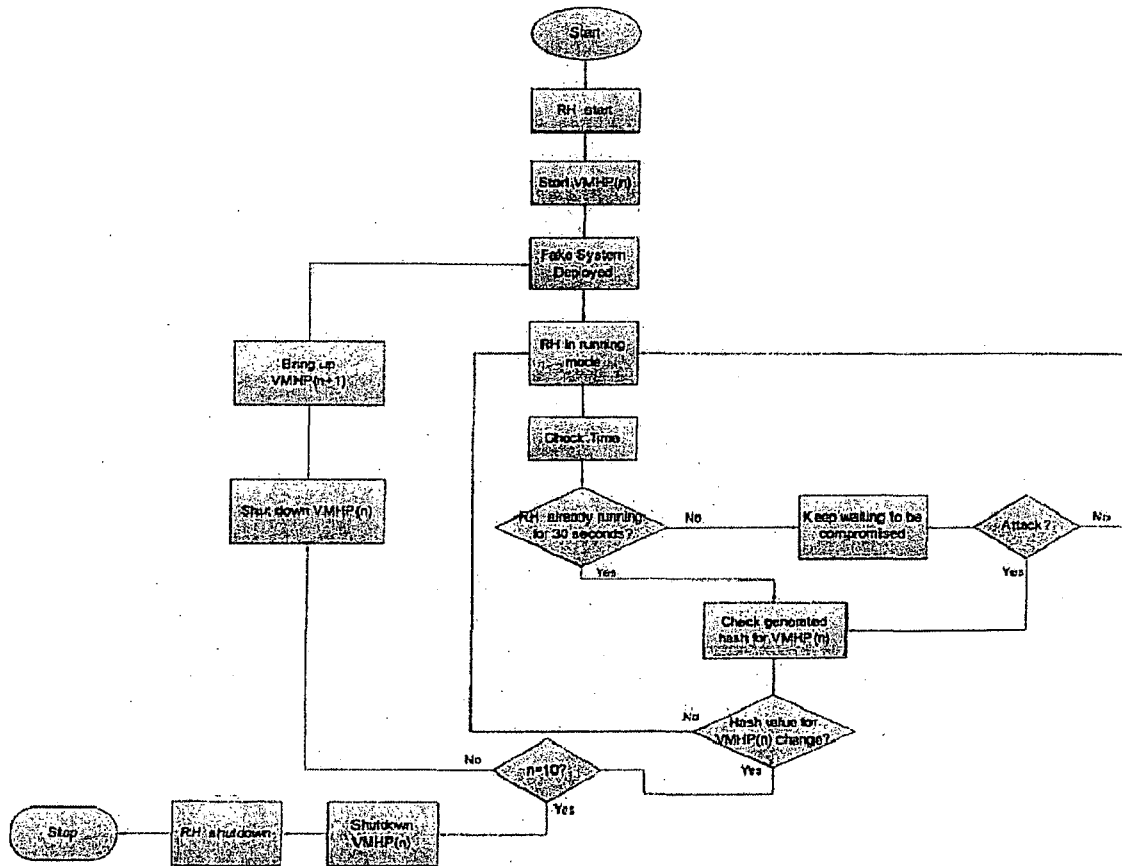 Start
RH start
Start VMHP(n)
Fake System
Deployed
RH in running
mode
Bring up
VMHP(n+1)
Check Time
Shut down VMHP(n)
RH already running
for 30 seconds?
No
Keep waiting to be
compromised
Attack?
No
Yes
Yes
Check generated
hash for VMHP(n)
No
Hash value for
VMHP(n) Change?
Yes
No
n=10?
Yes
Stop
RH shutdown
Shutdown
VMHP(n)